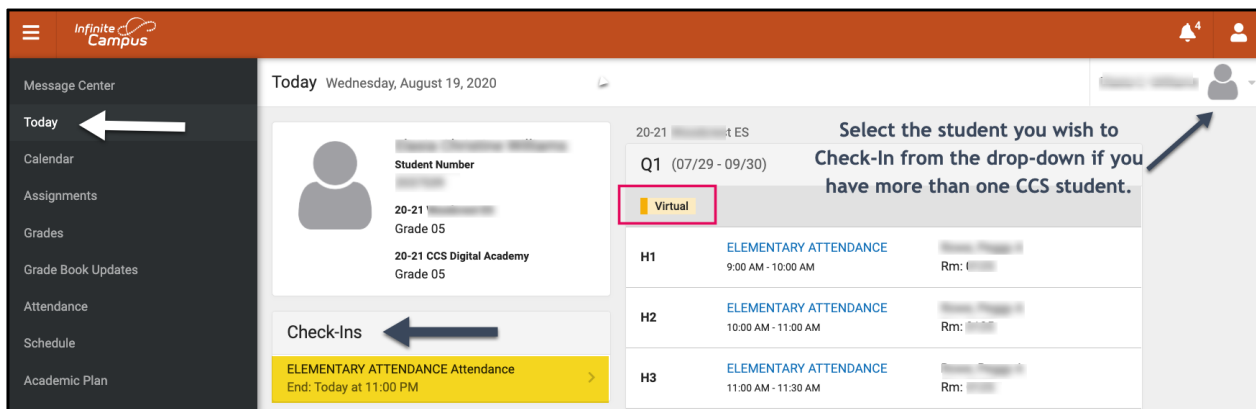 Infinite
Campus
4
Message Center
Today
Calendar
Assignments
Grades
Grade Book Updates
Attendance
Schedule
Academic Plan
Today Wednesday, August 19, 2020
Student Number
20-21
Grade 05
20-21 CCS Digital Academy
Grade 05
Check-Ins
ELEMENTARY ATTENDANCE Attendance
End: Today at 11:00 PM
20-21 ES
Q1 (07/29 - 09/30)
Virtual
H1 ELEMENTARY ATTENDANCE
9:00 AM - 10:00 AM Rm:
H2 ELEMENTARY ATTENDANCE
10:00 AM - 11:00 AM Rm:
H3 ELEMENTARY ATTENDANCE
11:00 AM - 11:30 AM Rm:
Select the student you wish to
Check-In from the drop-down if you
have more than one CCS student.